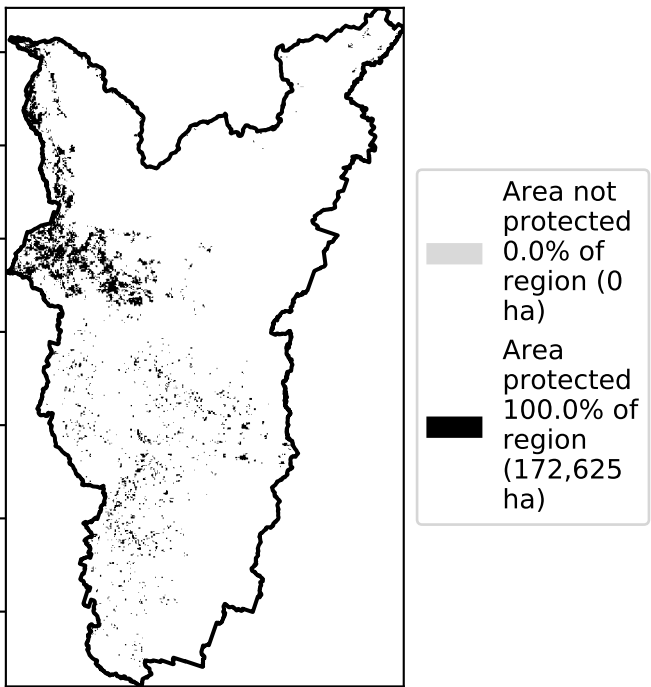 Area not
protected
0.0% of
region (0
ha)
Area
protected
100.0% of
region
(172,625
ha)